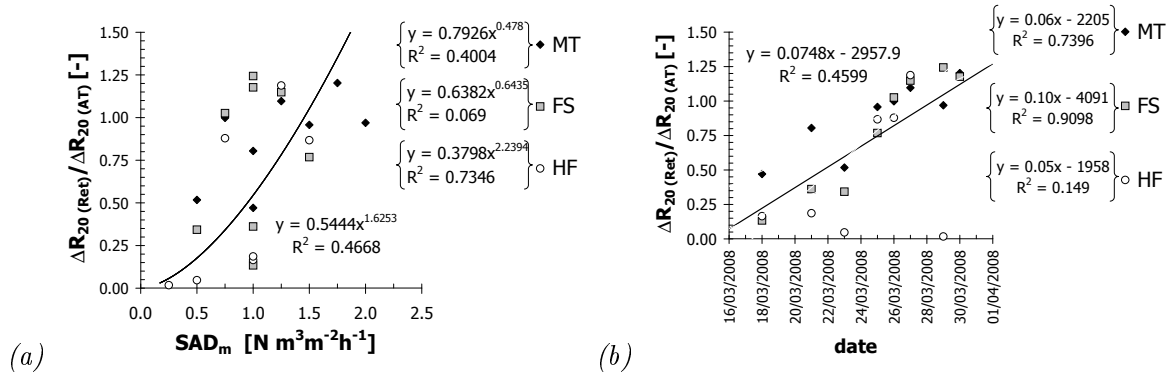 ΔR20 (Ret)/ΔR20 (AT) [-]
1.50
1.25
1.00
0.75
0.50
0.25
0.00
0.0 0.5 1.0 1.5 2.0 2.5
SADm [N m³m⁻²h⁻¹]
y = 0.7926x^0.478
R² = 0.4004
MT
y = 0.6382x^0.6435
R² = 0.069
FS
y = 0.3798x^2.2394
R² = 0.7346
HF
y = 0.5444x^1.6253
R² = 0.4668
(a)
ΔR20 (Ret)/ΔR20 (AT) [-]
1.50
1.25
1.00
0.75
0.50
0.25
0.00
16/03/2008
18/03/2008
20/03/2008
22/03/2008
24/03/2008
26/03/2008
28/03/2008
30/03/2008
01/04/2008
date
y = 0.0748x - 2957.9
R² = 0.4599
y = 0.06x - 2205
R² = 0.7396
MT
y = 0.10x - 4091
R² = 0.9098
FS
y = 0.05x - 1958
R² = 0.149
HF
(b)